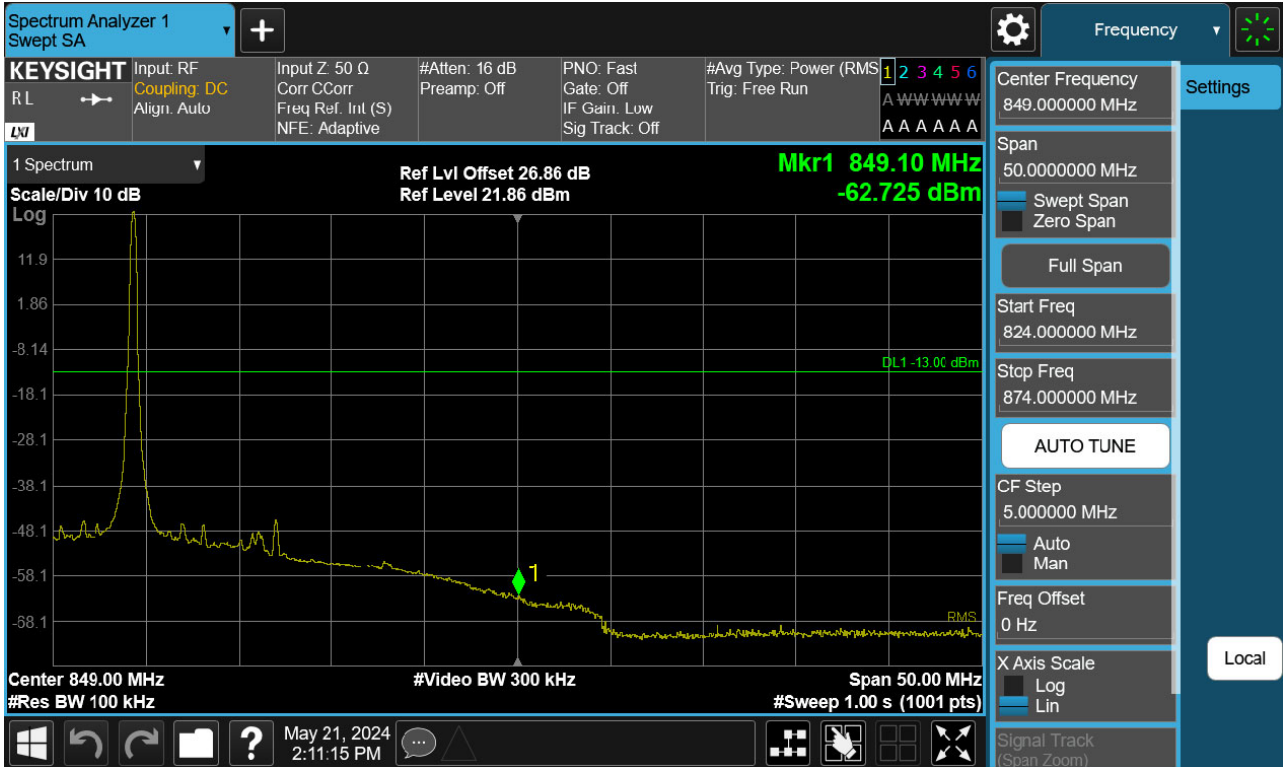 Spectrum Analyzer 1
Swept SA
Frequency
KEYSIGHT
R L
LXI
Input: RF
Coupling: DC
Align: Auto
Input Z: 50 Ω
Corr CCorr
Freq Ref: Int (S)
NFE: Adaptive
#Atten: 16 dB
Preamp: Off
PNO: Fast
Gate: Off
IF Gain: Low
Sig Track: Off
#Avg Type: Power (RMS
Trig: Free Run
1 2 3 4 5 6
A W W W W W
A A A A A A
1 Spectrum
Scale/Div 10 dB
Ref Lvl Offset 26.86 dB
Ref Level 21.86 dBm
Mkr1 849.10 MHz
-62.725 dBm
Log
11.9
1.86
-8.14
DL1 -13.00 dBm
-18.1
-28.1
-38.1
-48.1
-58.1
1
-68.1
RMS
Center 849.00 MHz
#Video BW 300 kHz
Span 50.00 MHz
#Res BW 100 kHz
#Sweep 1.00 s (1001 pts)
Center Frequency
849.000000 MHz
Settings
Span
50.0000000 MHz
Swept Span
Zero Span
Full Span
Start Freq
824.000000 MHz
Stop Freq
874.000000 MHz
AUTO TUNE
CF Step
5.000000 MHz
Auto
Man
Freq Offset
0 Hz
X Axis Scale
Log
Lin
Local
Signal Track
(Span Zoom)
?
May 21, 2024
2:11:15 PM